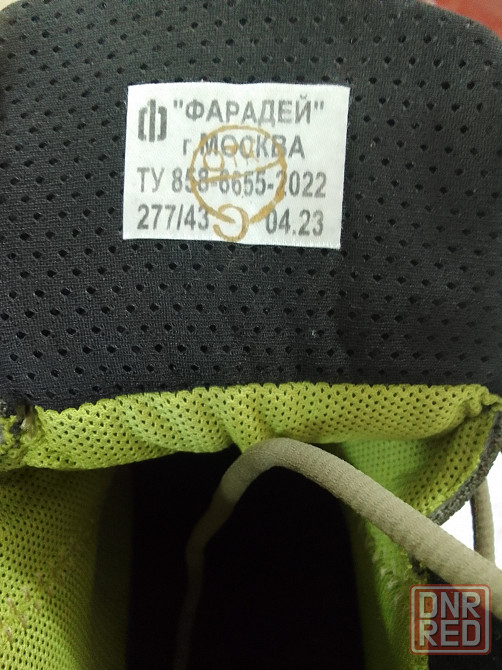 "ФАРАДЕЙ"
г.МОСКВА
ТУ 858-6655-2022
277/43 04.23
DNR
RED